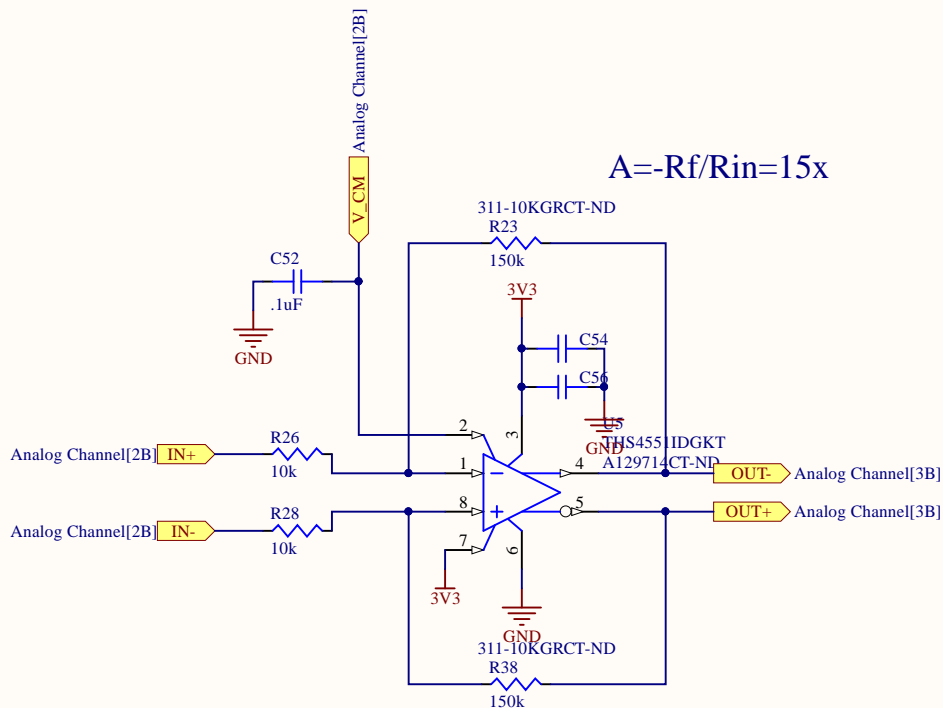 Analog Channel[2B]
V_CM
A=-Rf/Rin=15x
311-10KGRCT-ND
R23
150k
C52
.1uF
GND
3V3
C54
C56
GND
U5
THS4551IDGKT
A129714CT-ND
2
3
Analog Channel[2B] IN+
R26
10k
1
4
OUT- Analog Channel[3B]
Analog Channel[2B] IN-
R28
10k
8
5
OUT+ Analog Channel[3B]
7
6
3V3
GND
311-10KGRCT-ND
R38
150k